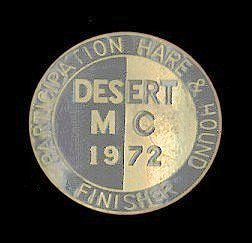 PARTICIPATION HARE & HOUND
DESERT
M C
1972
FINISHER